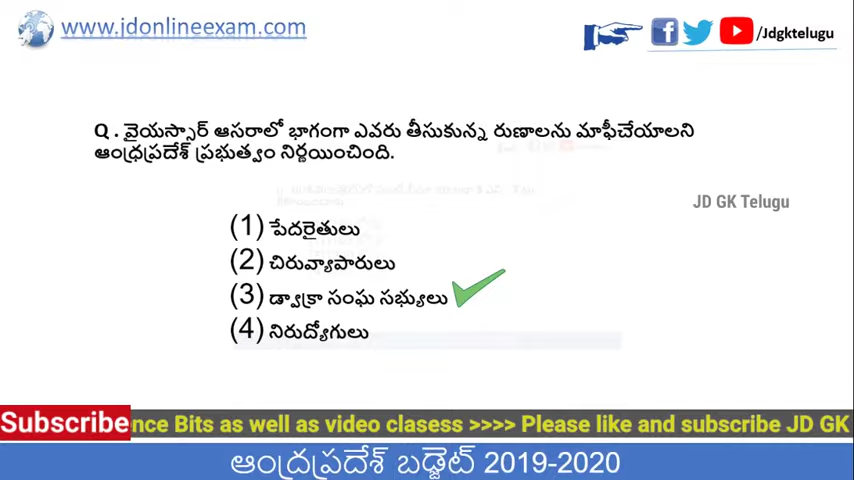 www.jdonlineexam.com
/Jdgktelugu
Q . వైయస్సార్ ఆసరాలో భాగంగా ఎవరు తీసుకున్న రుణాలను మాఫీచేయాలని
ఆంధ్రప్రదేశ్ ప్రభుత్వం నిర్ణయించింది.
JD GK Telugu
(1) పేదరైతులు
(2) చిరువ్యాపారులు
(3) డ్వాక్రా సంఘ సభ్యులు
(4) నిరుద్యోగులు
Subscribe nce Bits as well as video clasess >>>> Please like and subscribe JD GK
ఆంధ్రప్రదేశ్ బడ్జెట్ 2019-2020